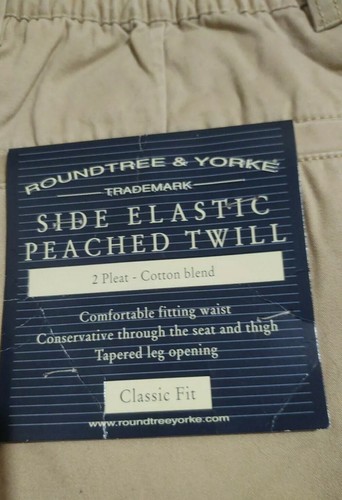 ROUNDTREE & YORKE
TRADEMARK
SIDE ELASTIC
PEACHED TWILL
2 Pleat - Cotton blend
Comfortable fitting waist
Conservative through the seat and thigh
Tapered leg opening
Classic Fit
www.roundtreeyorke.com